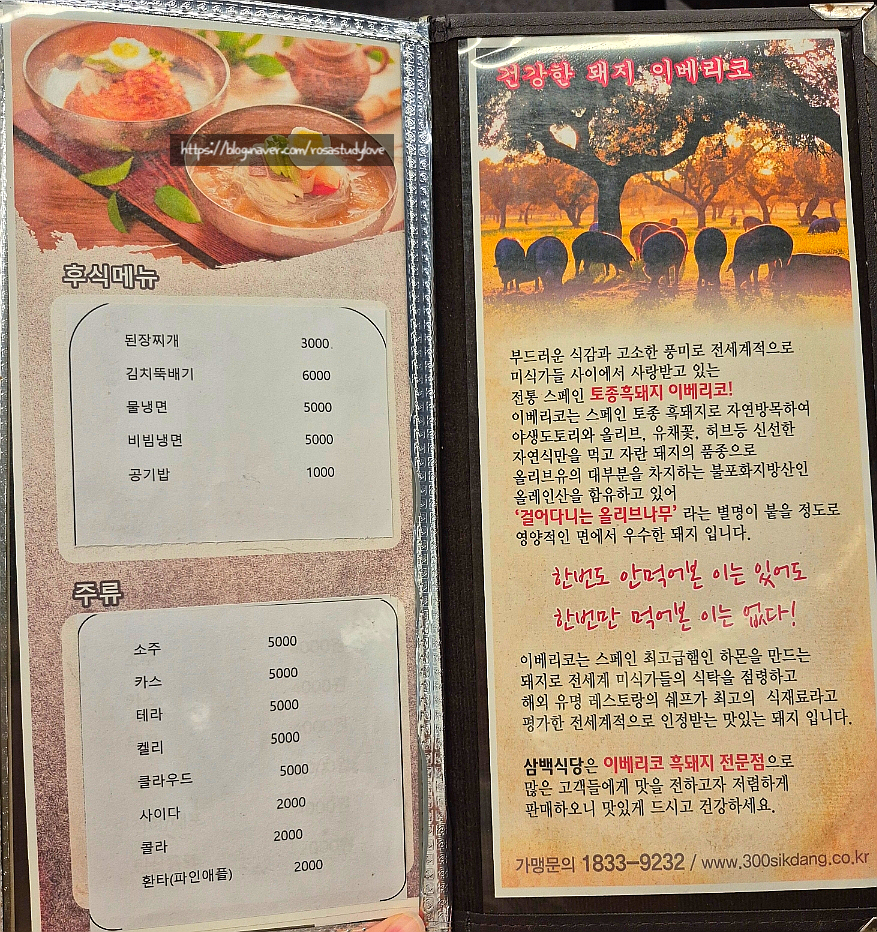 https://blog.naver.com/rosastudylove
후식메뉴
된장찌개 3000
김치뚝배기 6000
물냉면 5000
비빔냉면 5000
공기밥 1000
주류
소주 5000
카스 5000
테라 5000
켈리 5000
클라우드 5000
사이다 2000
콜라 2000
환타(파인애플) 2000
건강한 돼지 이베리코
부드러운 식감과 고소한 풍미로 전세계적으로
미식가들 사이에서 사랑받고 있는
전통 스페인 토종흑돼지 이베리코!
이베리코는 스페인 토종 흑돼지로 자연방목하여
야생도토리와 올리브, 유채꽃, 허브등 신선한
자연식만을 먹고 자란 돼지의 품종으로
올리브유의 대부분을 차지하는 불포화지방산인
올레인산을 함유하고 있어
'걸어다니는 올리브나무' 라는 별명이 붙을 정도로
영양적인 면에서 우수한 돼지 입니다.
한번도 안먹어본 이는 있어도
한번만 먹어본 이는 없다!
이베리코는 스페인 최고급햄인 하몬을 만드는
돼지로 전세계 미식가들의 식탁을 점령하고
해외 유명 레스토랑의 쉐프가 최고의 식재료라고
평가한 전세계적으로 인정받는 맛있는 돼지 입니다.
삼백식당은 이베리코 흑돼지 전문점으로
많은 고객들에게 맛을 전하고자 저렴하게
판매하오니 맛있게 드시고 건강하세요.
가맹문의 1833-9232 / www.300sikdang.co.kr